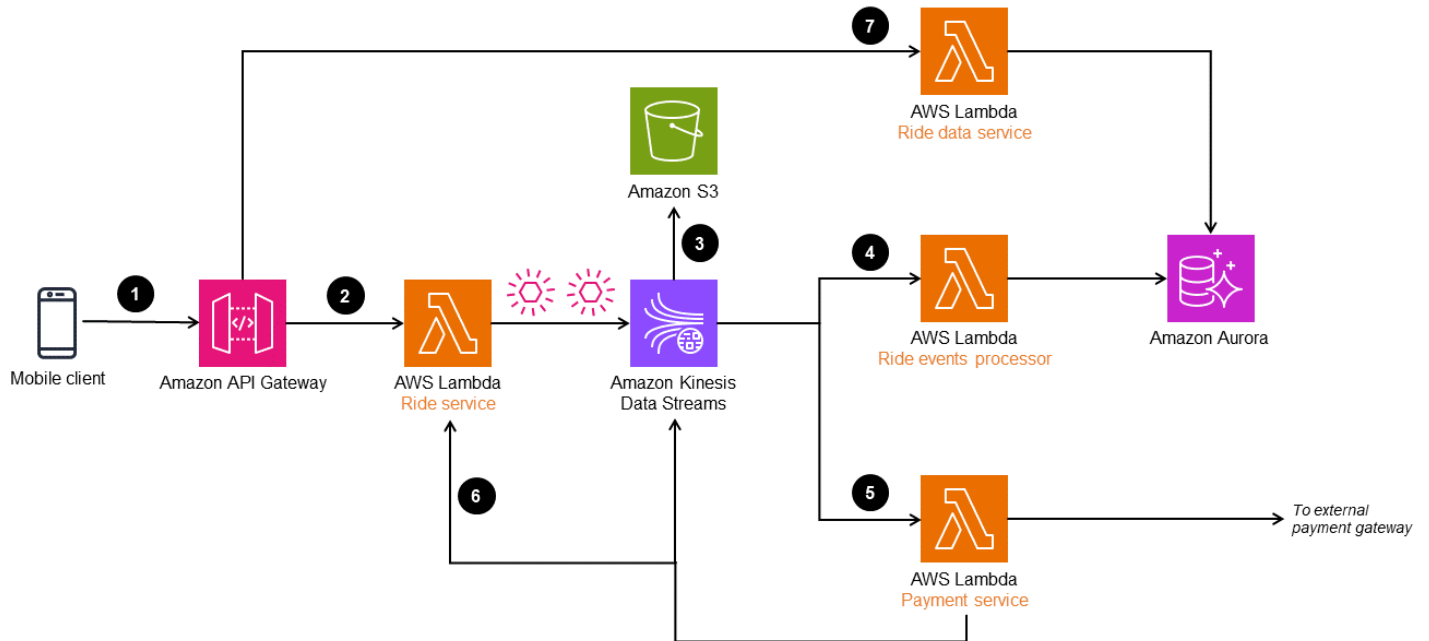 7
AWS Lambda
Ride data service
Amazon S3
3
4
1
2
</>
Mobile client
Amazon API Gateway
AWS Lambda
Ride service
Amazon Kinesis
Data Streams
AWS Lambda
Ride events processor
Amazon Aurora
6
5
To external
payment gateway
AWS Lambda
Payment service